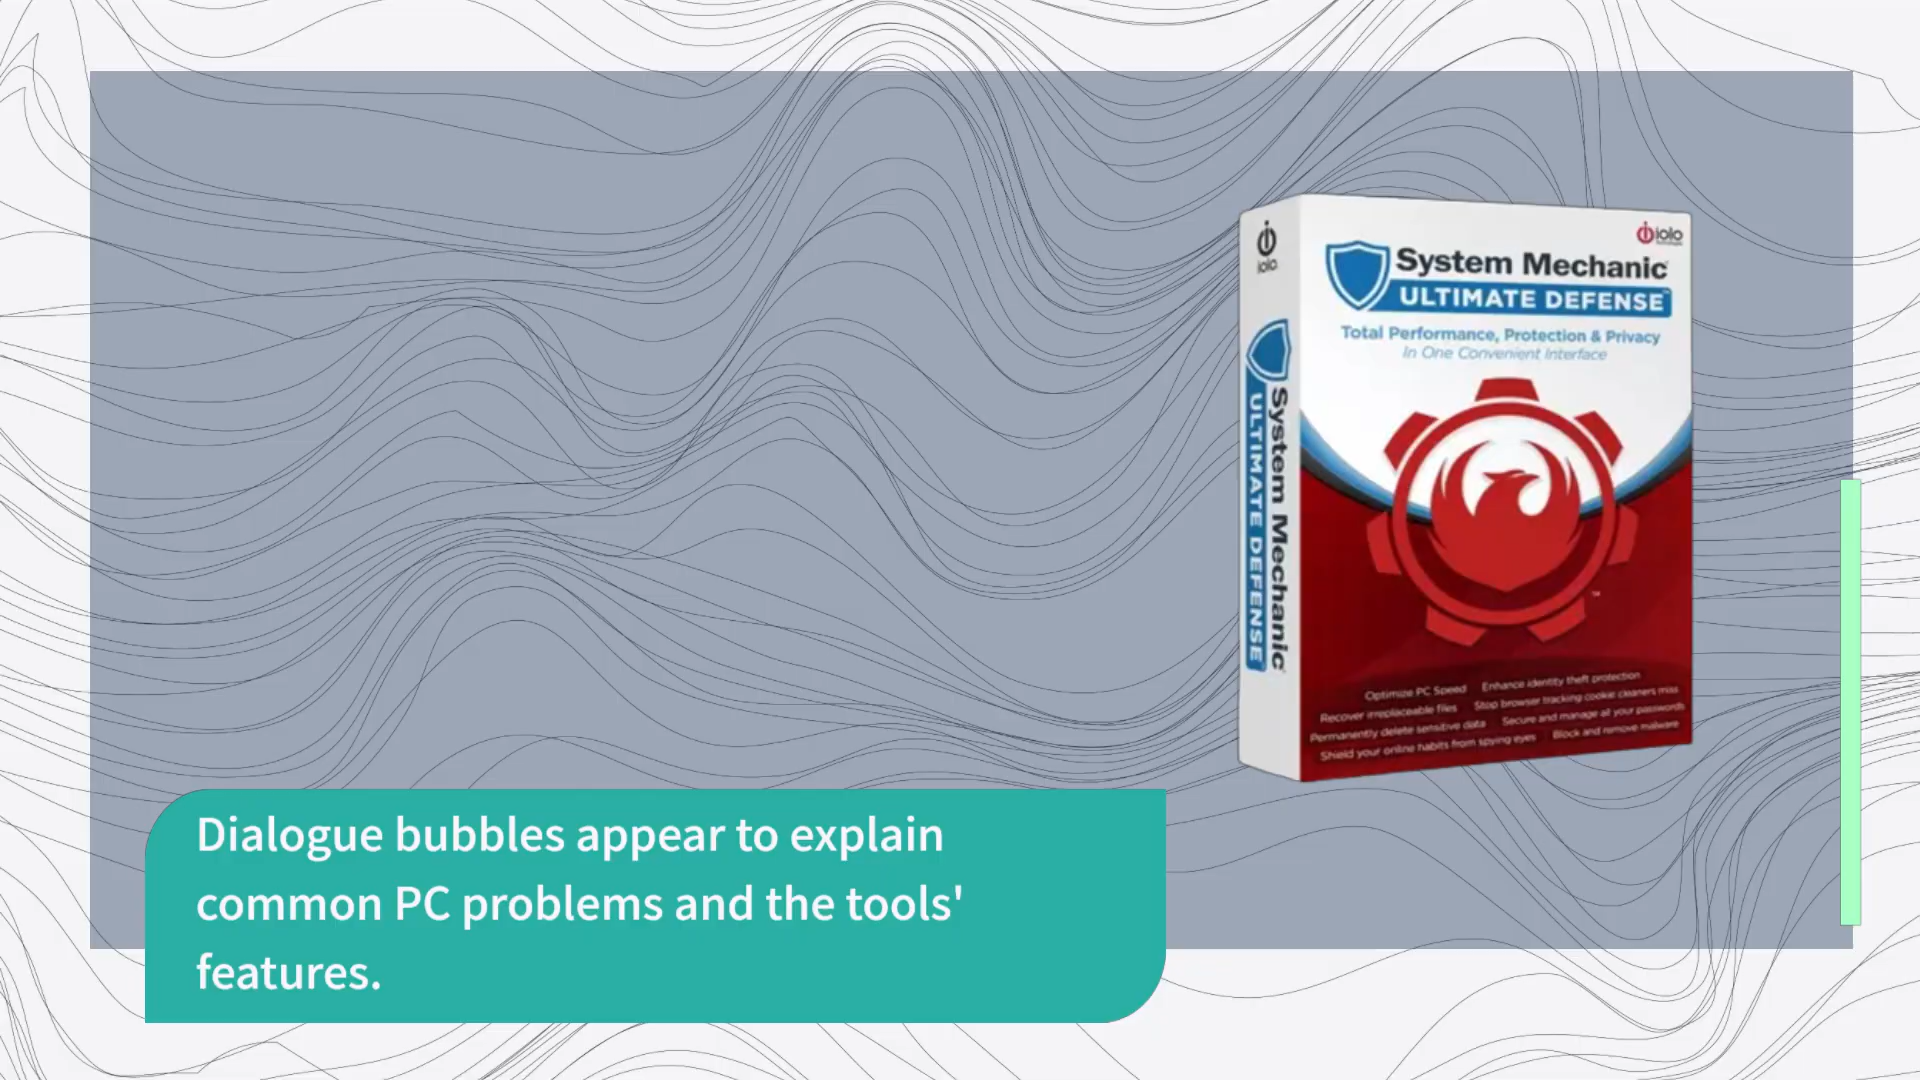 iolo
iolo
System Mechanic
ULTIMATE DEFENSE
Total Performance, Protection & Privacy
In One Convenient Interface
System Mechanic
ULTIMATE DEFENSE
™
Optimize PC Speed Enhance identity theft protection
Recover irreplaceable files Stop browser tracking cookie cleaners miss
Permanently delete sensitive data Secure and manage all your passwords
Shield your online habits from spying eyes Block and remove malware
Dialogue bubbles appear to explain
common PC problems and the tools'
features.